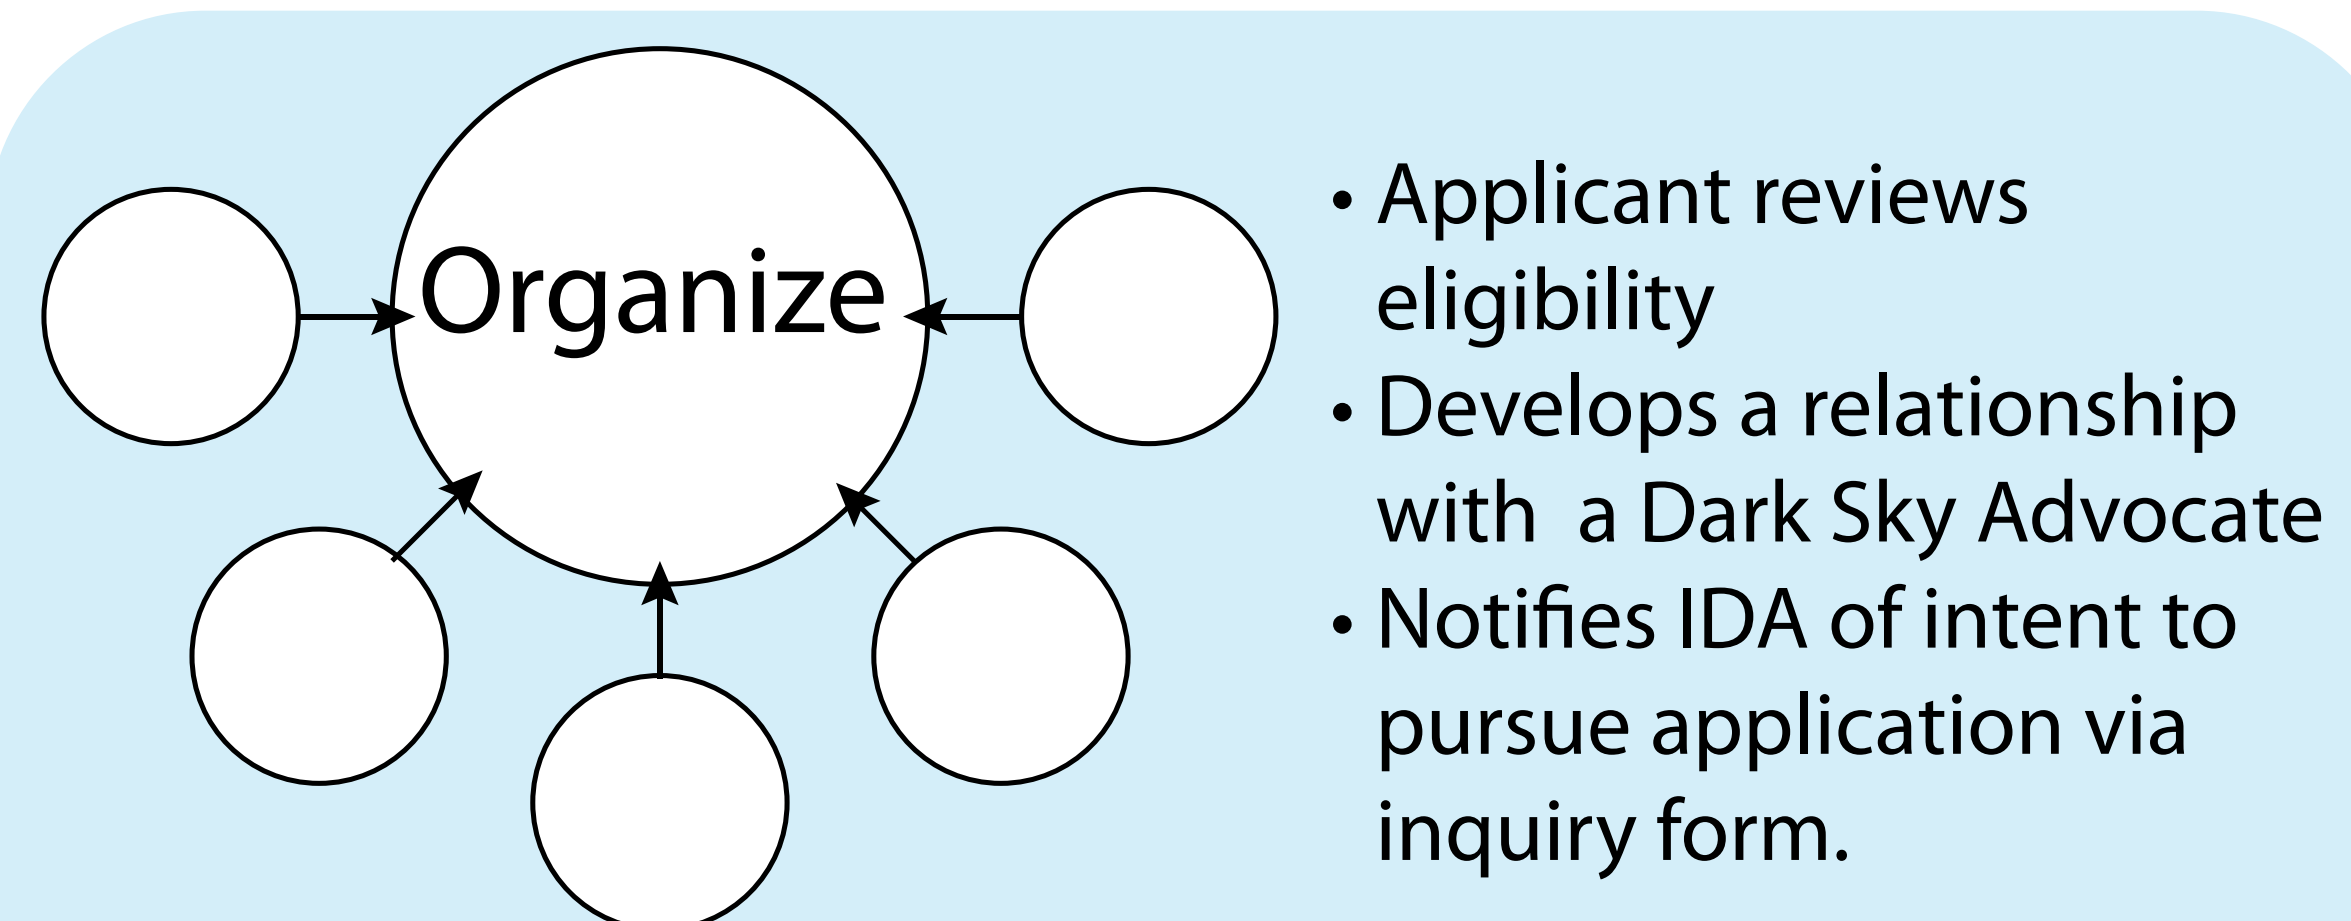 Organize
• Applicant reviews
eligibility
• Develops a relationship
with  a Dark Sky Advocate
• Notifies IDA of intent to
pursue application via
inquiry form.